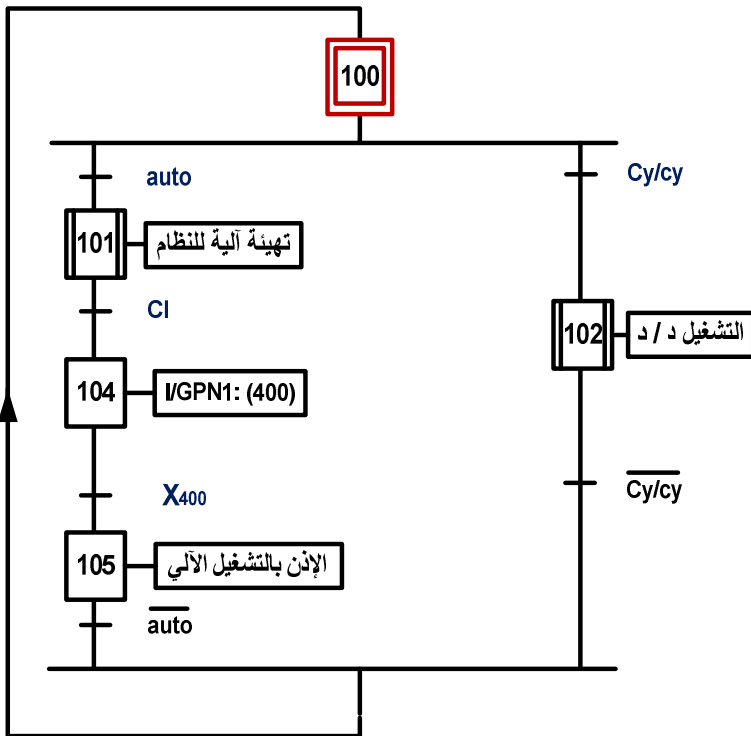 100
auto
Cy/cy
101
تهيئة آلية للنظام
CI
102
التشغيل د / د
104
I/GPN1: (400)
X400
Cy/cy
105
الإذن بالتشغيل الآلي
auto